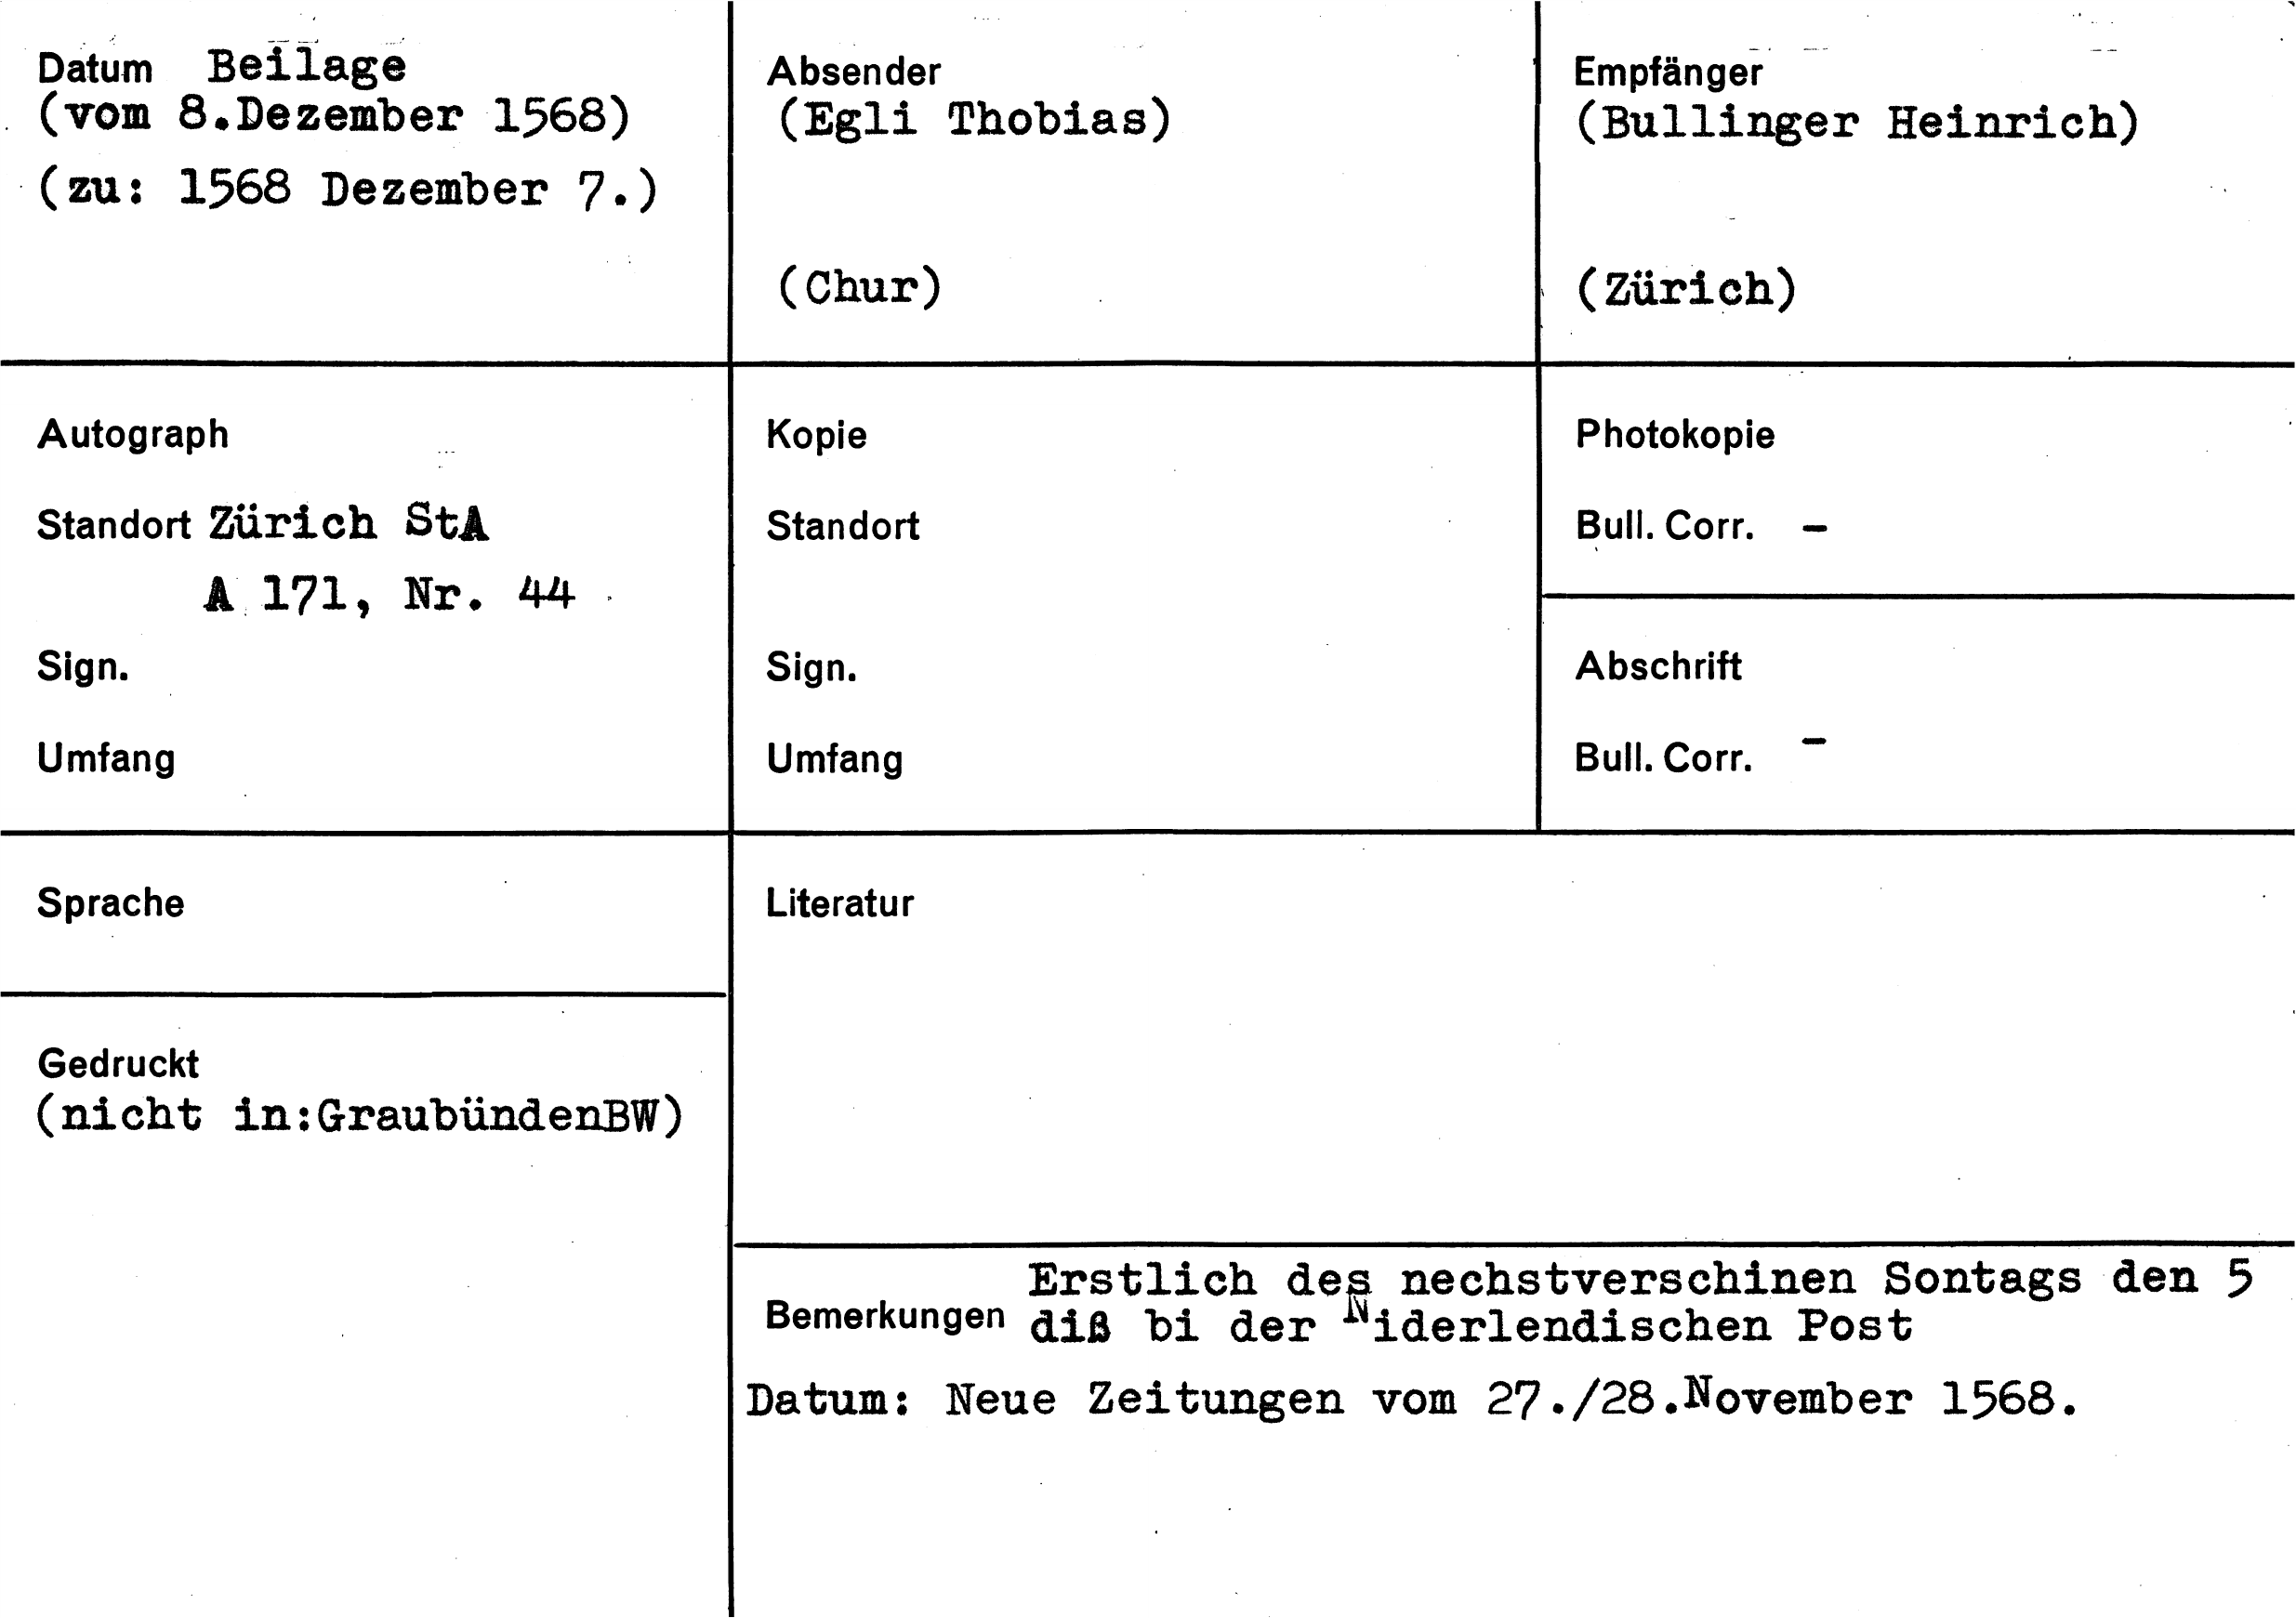 Datum Beilage
(vom 8.Dezember 1568)
(zu: 1568 Dezember 7.)
Absender
(Egli Thobias)
(Chur)
Empfänger
(Bullinger Heinrich)
(Zürich)
Autograph
Standort Zürich StA
A 171, Nr. 44
Sign.
Umfang
Kopie
Standort
Sign.
Umfang
Photokopie
Bull. Corr. –
Abschrift
Bull. Corr. –
Sprache
Gedruckt
(nicht in:GraubündenBW)
Literatur
Bemerkungen Erstlich des nechstverschinen Sontags den 5
diß bi der Niderlendischen Post
Datum: Neue Zeitungen vom 27./28.November 1568.